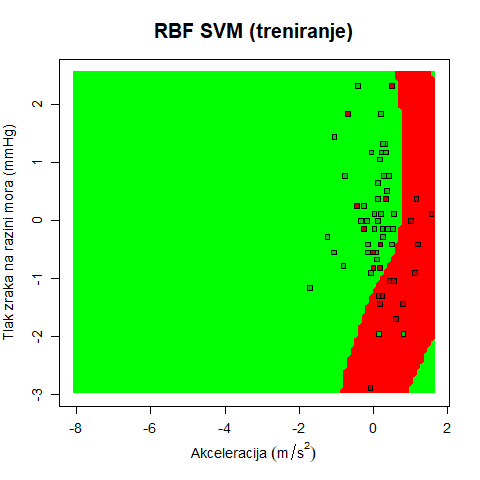 RBF SVM (treniranje)
Tlak zraka na razini mora (mmHg)
2
1
0
-1
-2
-3
-8 -6 -4 -2 0 2
Akceleracija (m/s²)